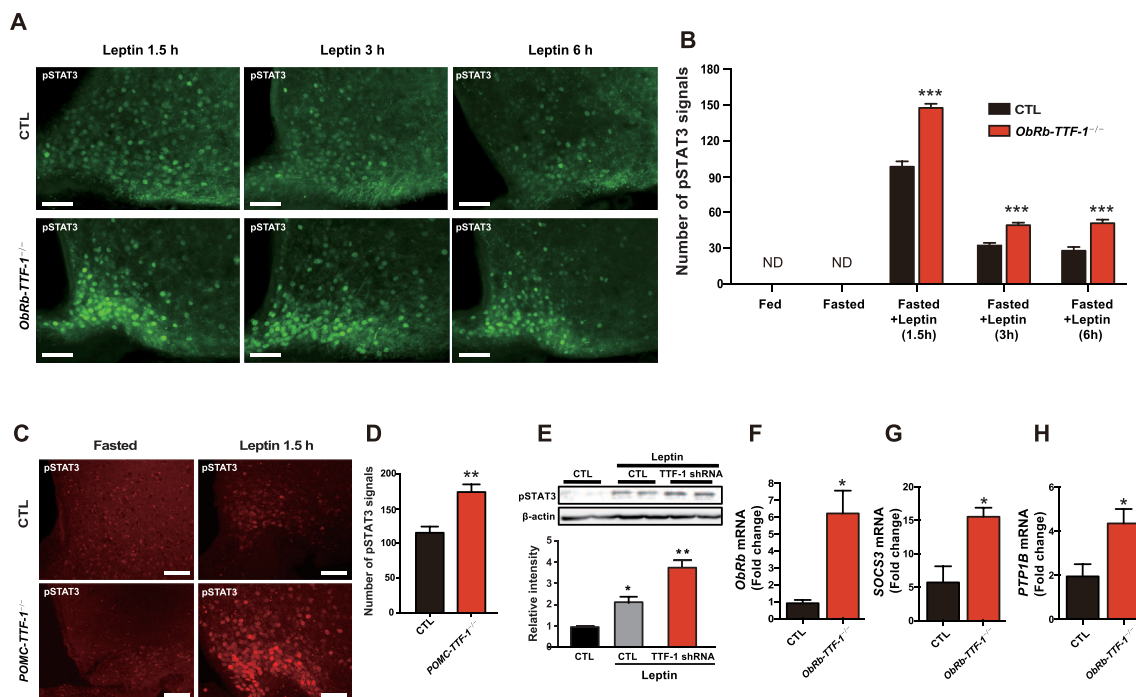 A
Leptin 1.5 h
Leptin 3 h
Leptin 6 h
CTL
pSTAT3
pSTAT3
pSTAT3
ObRb-TTF-1−/−
pSTAT3
pSTAT3
pSTAT3
B
Number of pSTAT3 signals
180
150
120
90
60
30
0
ND
ND
***
***
***
CTL
ObRb-TTF-1−/−
Fed
Fasted
Fasted
+Leptin
(1.5h)
Fasted
+Leptin
(3h)
Fasted
+Leptin
(6h)
C
Fasted
Leptin 1.5 h
CTL
pSTAT3
pSTAT3
POMC-TTF-1−/−
pSTAT3
pSTAT3
D
Number of pSTAT3 signals
200
150
100
50
0
**
CTL
POMC-TTF-1−/−
E
Leptin
CTL
CTL
TTF-1 shRNA
pSTAT3
β-actin
Relative intensity
5
4
3
2
1
0
*
**
CTL
CTL
TTF-1 shRNA
Leptin
F
ObRb mRNA
(Fold change)
8
6
4
2
0
*
CTL
ObRb-TTF-1−/−
G
SOCS3 mRNA
(Fold change)
20
15
10
5
0
*
CTL
ObRb-TTF-1−/−
H
PTP1B mRNA
(Fold change)
6
4
2
0
*
CTL
ObRb-TTF-1−/−